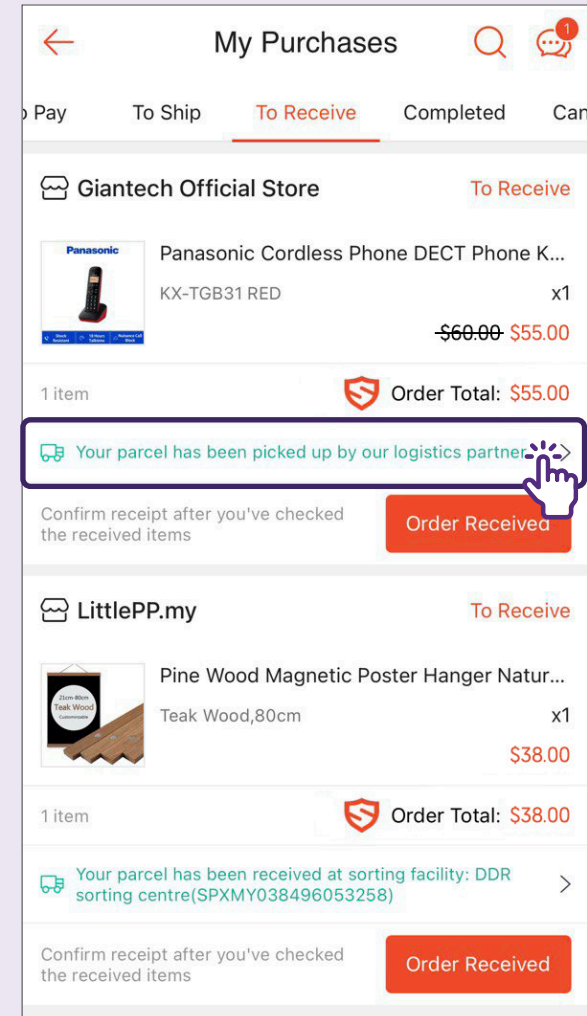 My Purchases
1
Pay To Ship To Receive Completed Can
Giantech Official Store To Receive
Panasonic
Panasonic Cordless Phone DECT Phone K...
KX-TGB31 RED x1
$60.00 $55.00
1 item Order Total: $55.00
Your parcel has been picked up by our logistics partner
Confirm receipt after you've checked
the received items
Order Received
LittlePP.my To Receive
21cm-80cm
Teak Wood
Customisable
Pine Wood Magnetic Poster Hanger Natur...
Teak Wood,80cm x1
$38.00
1 item Order Total: $38.00
Your parcel has been received at sorting facility: DDR
sorting centre(SPXMY038496053258)
Confirm receipt after you've checked
the received items
Order Received